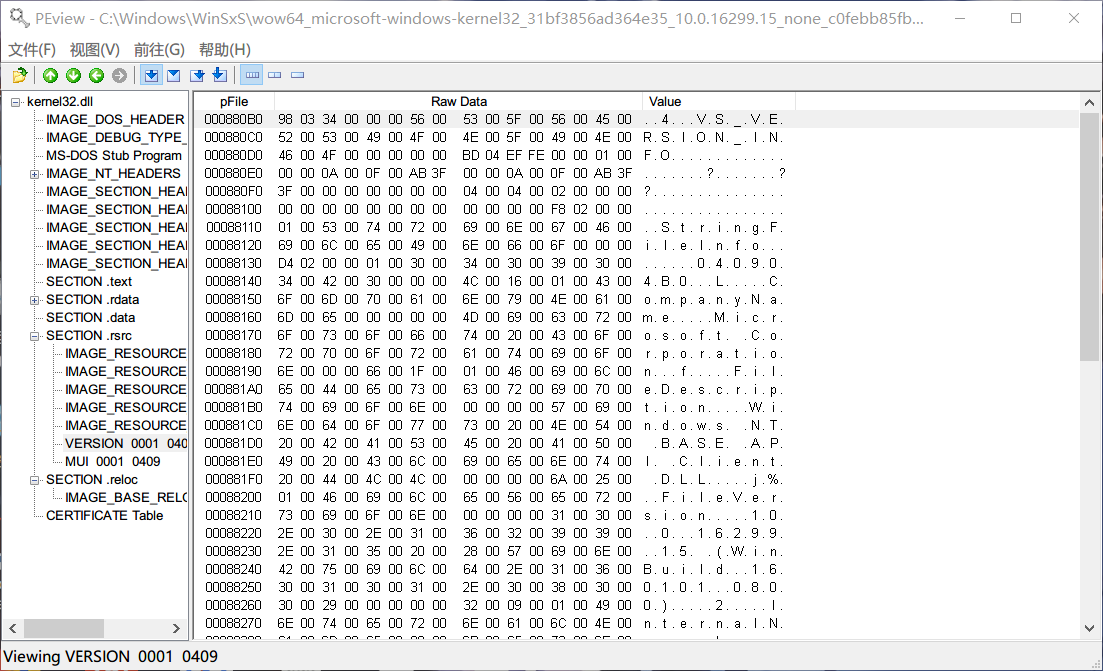 PEview - C:\Windows\WinSxS\wow64_microsoft-windows-kernel32_31bf3856ad364e35_10.0.16299.15_none_c0febb85fb...
文件(F) 视图(V) 前往(G) 帮助(H)
kernel32.dll
IMAGE_DOS_HEADER
IMAGE_DEBUG_TYPE_
MS-DOS Stub Program
IMAGE_NT_HEADERS
IMAGE_SECTION_HEAI
IMAGE_SECTION_HEAI
IMAGE_SECTION_HEAI
IMAGE_SECTION_HEAI
IMAGE_SECTION_HEAI
SECTION .text
SECTION .rdata
SECTION .data
SECTION .rsrc
IMAGE_RESOURCE
IMAGE_RESOURCE
IMAGE_RESOURCE
IMAGE_RESOURCE
IMAGE_RESOURCE
VERSION 0001 040
MUI 0001 0409
SECTION .reloc
IMAGE_BASE_RELO
CERTIFICATE Table
pFile Raw Data Value
000880B0 98 03 34 00 00 00 56 00 53 00 5F 00 56 00 45 00 ..4...V.S._.V.E.
000880C0 52 00 53 00 49 00 4F 00 4E 00 5F 00 49 00 4E 00 R.S.I.O.N._.I.N.
000880D0 46 00 4F 00 00 00 00 00 BD 04 EF FE 00 00 01 00 F.O.............
000880E0 00 00 0A 00 0F 00 AB 3F 00 00 0A 00 0F 00 AB 3F .......?.......?
000880F0 3F 00 00 00 00 00 00 00 04 00 04 00 02 00 00 00 ?...............
00088100 00 00 00 00 00 00 00 00 00 00 00 00 F8 02 00 00 ................
00088110 01 00 53 00 74 00 72 00 69 00 6E 00 67 00 46 00 ..S.t.r.i.n.g.F.
00088120 69 00 6C 00 65 00 49 00 6E 00 66 00 6F 00 00 00 i.l.e.I.n.f.o...
00088130 D4 02 00 00 01 00 30 00 34 00 30 00 39 00 30 00 ......0.4.0.9.0.
00088140 34 00 42 00 30 00 00 00 4C 00 16 00 01 00 43 00 4.B.0...L.....C.
00088150 6F 00 6D 00 70 00 61 00 6E 00 79 00 4E 00 61 00 o.m.p.a.n.y.N.a.
00088160 6D 00 65 00 00 00 00 00 4D 00 69 00 63 00 72 00 m.e.....M.i.c.r.
00088170 6F 00 73 00 6F 00 66 00 74 00 20 00 43 00 6F 00 o.s.o.f.t. .C.o.
00088180 72 00 70 00 6F 00 72 00 61 00 74 00 69 00 6F 00 r.p.o.r.a.t.i.o.
00088190 6E 00 00 00 66 00 1F 00 01 00 46 00 69 00 6C 00 n...f.....F.i.l.
000881A0 65 00 44 00 65 00 73 00 63 00 72 00 69 00 70 00 e.D.e.s.c.r.i.p.
000881B0 74 00 69 00 6F 00 6E 00 00 00 00 00 57 00 69 00 t.i.o.n.....W.i.
000881C0 6E 00 64 00 6F 00 77 00 73 00 20 00 4E 00 54 00 n.d.o.w.s. .N.T.
000881D0 20 00 42 00 41 00 53 00 45 00 20 00 41 00 50 00 .B.A.S.E. .A.P.
000881E0 49 00 20 00 43 00 6C 00 69 00 65 00 6E 00 74 00 I. .C.l.i.e.n.t.
000881F0 20 00 44 00 4C 00 4C 00 00 00 00 00 6A 00 25 00 .D.L.L.....j.%.
00088200 01 00 46 00 69 00 6C 00 65 00 56 00 65 00 72 00 ..F.i.l.e.V.e.r.
00088210 73 00 69 00 6F 00 6E 00 00 00 00 00 31 00 30 00 s.i.o.n.....1.0.
00088220 2E 00 30 00 2E 00 31 00 36 00 32 00 39 00 39 00 ..0...1.6.2.9.9.
00088230 2E 00 31 00 35 00 20 00 28 00 57 00 69 00 6E 00 ..1.5. .(.W.i.n.
00088240 42 00 75 00 69 00 6C 00 64 00 2E 00 31 00 36 00 B.u.i.l.d...1.6.
00088250 30 00 31 00 30 00 31 00 2E 00 30 00 38 00 30 00 0.1.0.1...0.8.0.
00088260 30 00 29 00 00 00 00 00 32 00 09 00 01 00 49 00 0.).....2.....I.
00088270 6E 00 74 00 65 00 72 00 6E 00 61 00 6C 00 4E 00 n.t.e.r.n.a.l.N.
Viewing VERSION 0001 0409